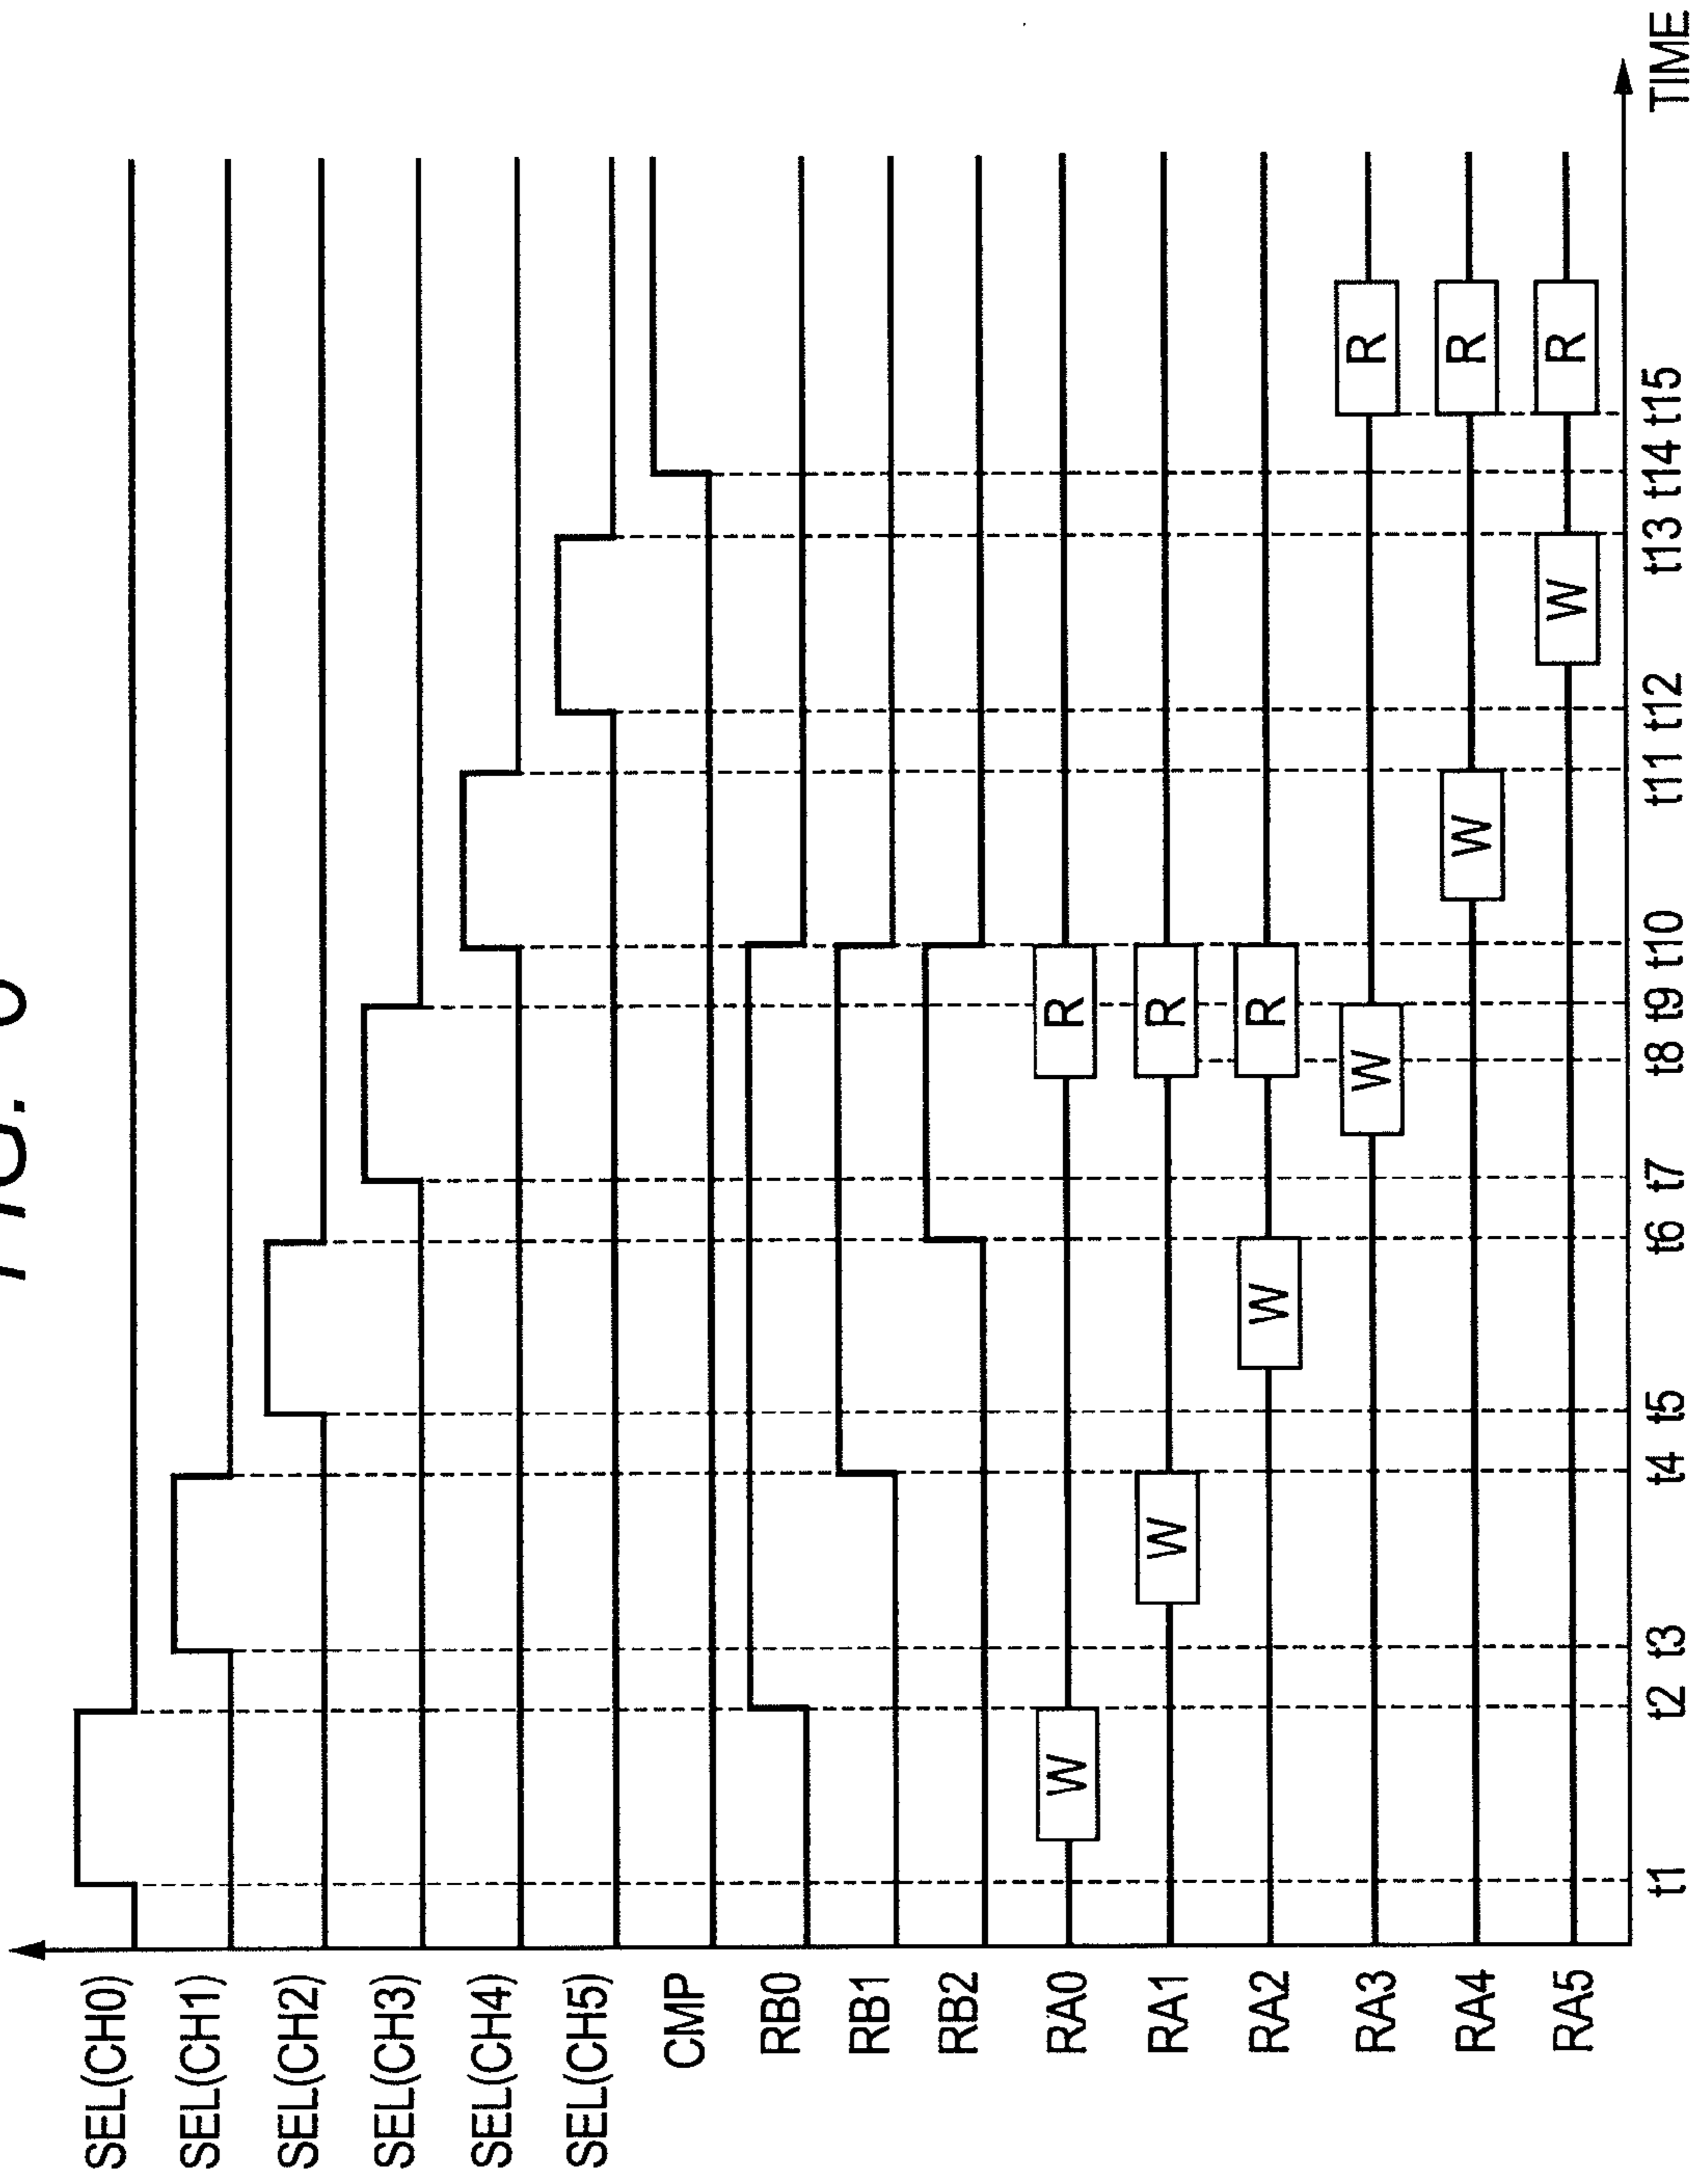 FIG.
SEL(CH0)
SEL(CH1)
SEL(CH2)
SEL(CH3)
SEL(CH4)
SEL(CH5)
CMP
RB0
RB1
RB2
RA0 W R
RA1 W R
RA2 W R
RA3 W R
RA4 W R
RA5 W R
t1 t2 t3 t4 t5 t6 t7 t8 t9 t10 t11 t12 t13 t14 t15
TIME